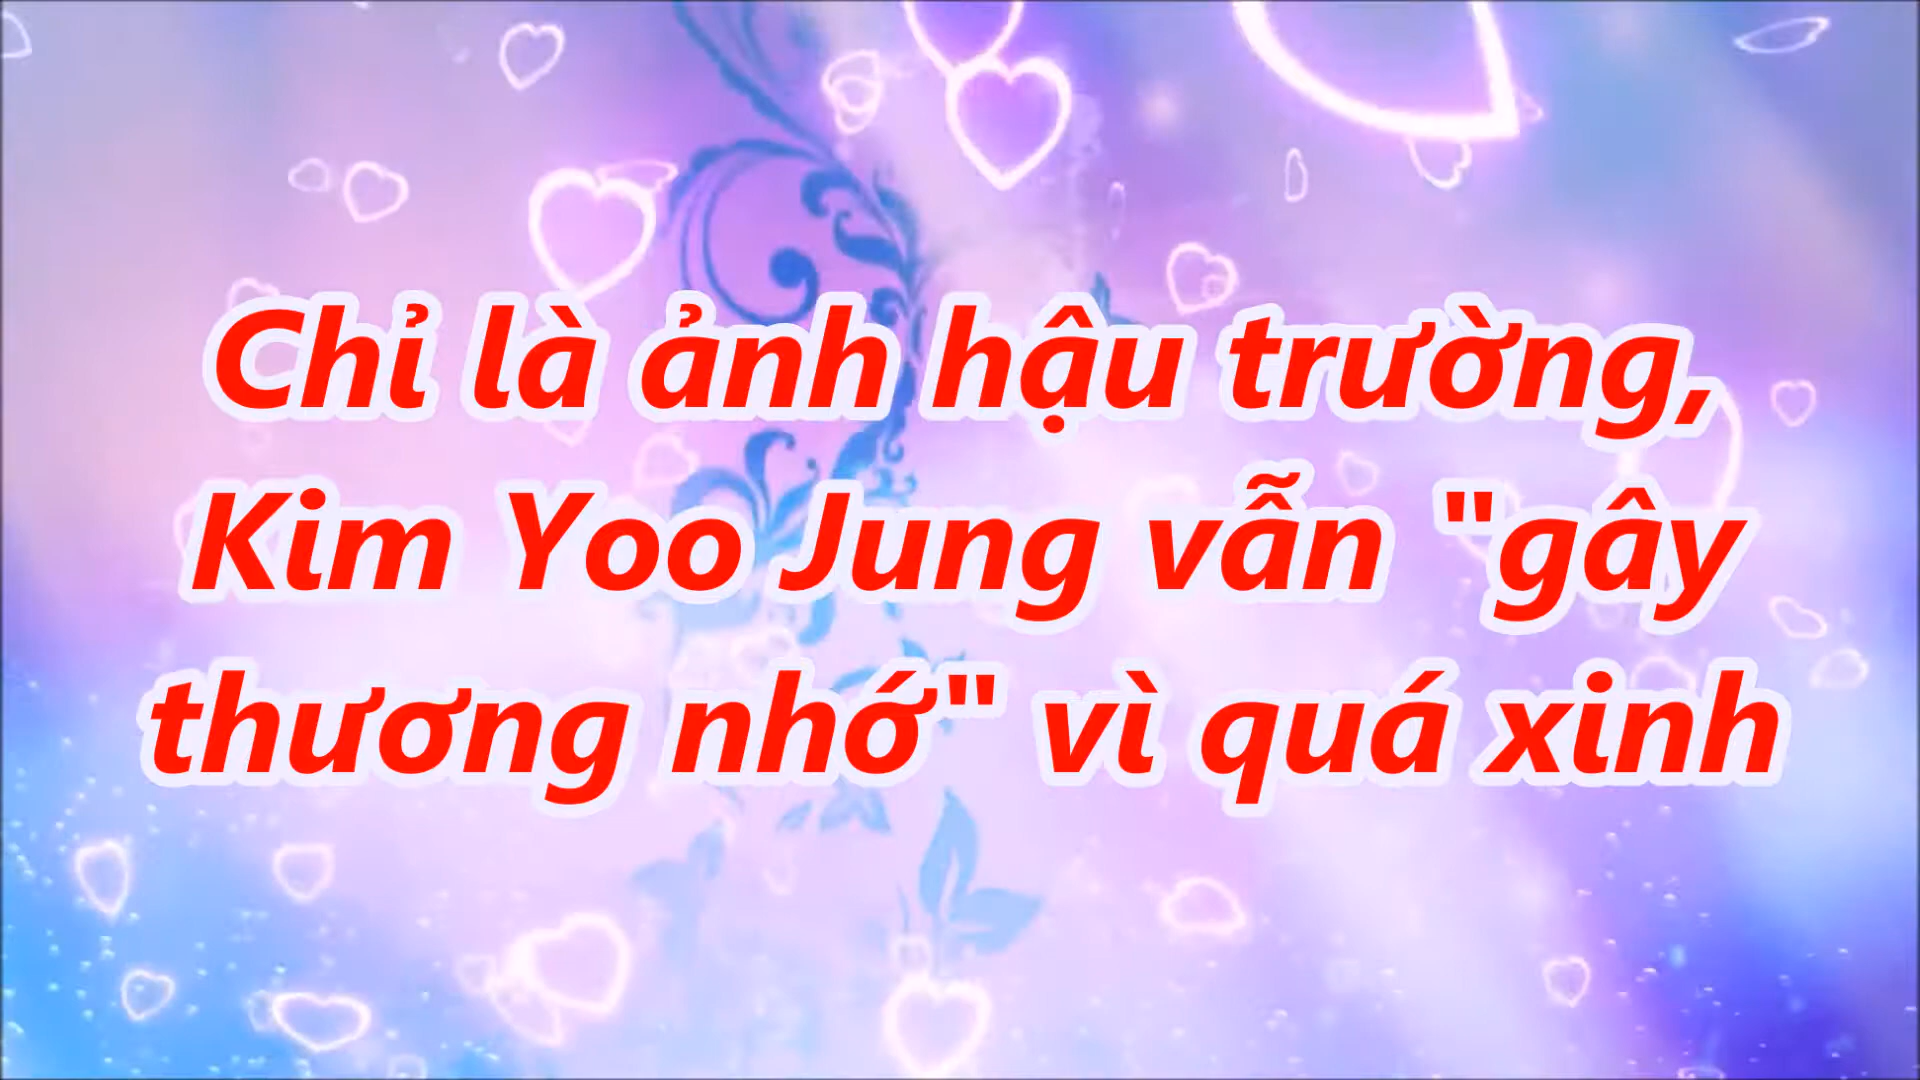 Chỉ là ảnh hậu trường,
Kim Yoo Jung vẫn "gây
thương nhớ" vì quá xinh